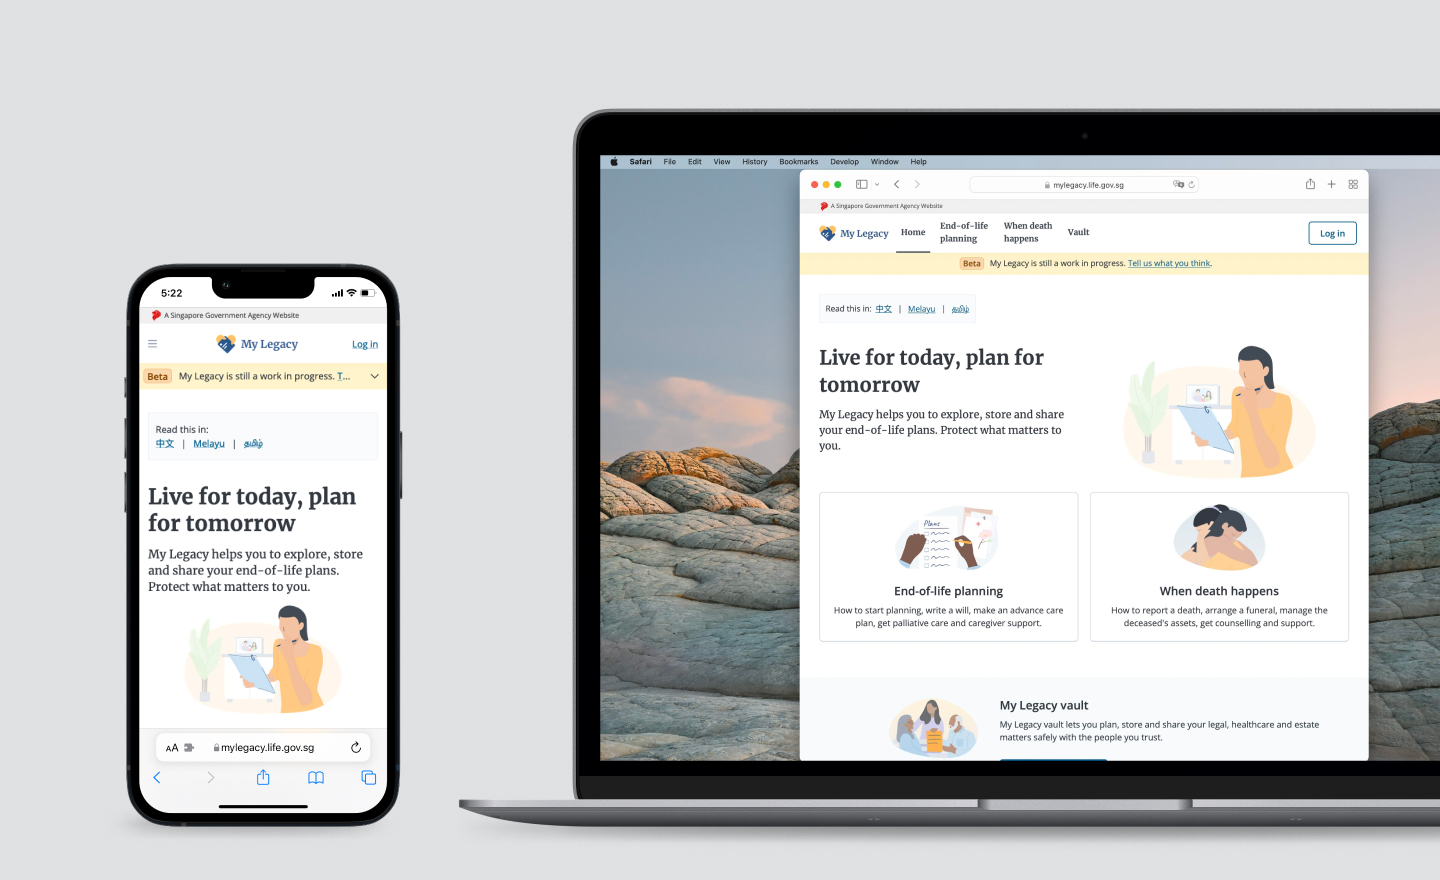 5:22
A Singapore Government Agency Website
My Legacy
Log in
Beta My Legacy is still a work in progress. T...
Read this in:
中文 | Melayu | தமிழ்
Live for today, plan
for tomorrow
My Legacy helps you to explore, store
and share your end-of-life plans.
Protect what matters to you.
AA mylegacy.life.gov.sg
Safari File Edit View History Bookmarks Develop Window Help
mylegacy.life.gov.sg
A Singapore Government Agency Website
My Legacy
Home
End-of-life
planning
When death
happens
Vault
Log in
Beta My Legacy is still a work in progress. Tell us what you think.
Read this in: 中文 | Melayu | தமிழ்
Live for today, plan for
tomorrow
My Legacy helps you to explore, store and share
your end-of-life plans. Protect what matters to
you.
Plans
End-of-life planning
How to start planning, write a will, make an advance care
plan, get palliative care and caregiver support.
When death happens
How to report a death, arrange a funeral, manage the
deceased's assets, get counselling and support.
My Legacy vault
My Legacy vault lets you plan, store and share your legal, healthcare and estate
matters safely with the people you trust.